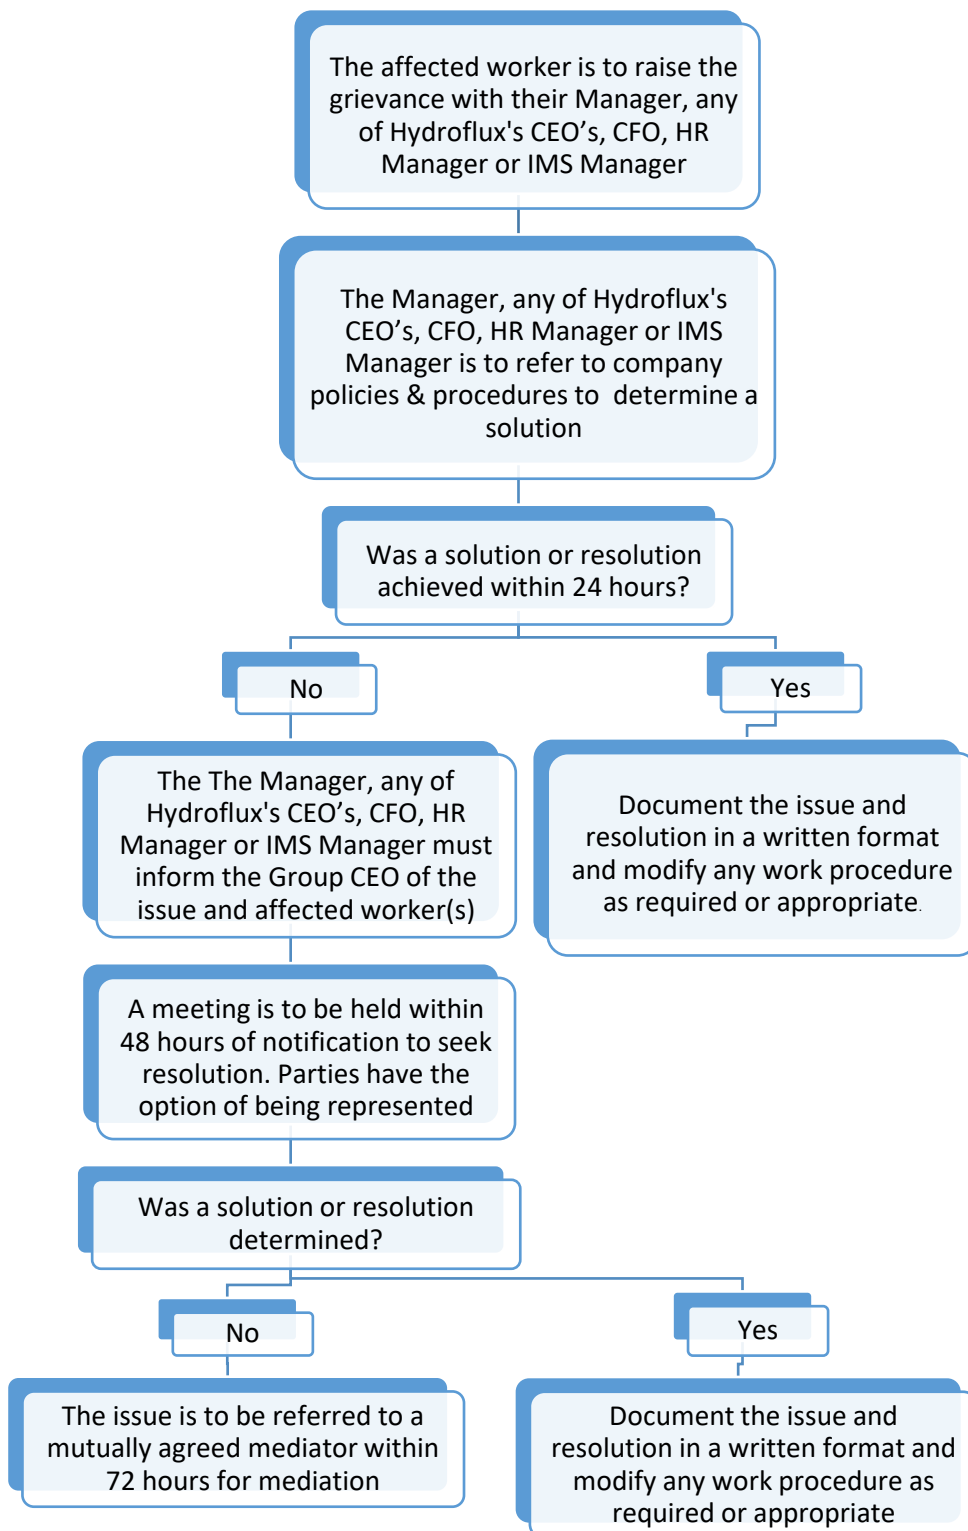 The affected worker is to raise the
grievance with their Manager, any
of Hydroflux's CEO’s, CFO, HR
Manager or IMS Manager
The Manager, any of Hydroflux's
CEO’s, CFO, HR Manager or IMS
Manager is to refer to company
policies & procedures to  determine a
solution
Was a solution or resolution
achieved within 24 hours?
No
Yes
The The Manager, any of
Hydroflux's CEO’s, CFO, HR
Manager or IMS Manager must
inform the Group CEO of the
issue and affected worker(s)
Document the issue and
resolution in a written format
and modify any work procedure
as required or appropriate.
A meeting is to be held within
48 hours of notification to seek
resolution. Parties have the
option of being represented
Was a solution or resolution
determined?
No
Yes
The issue is to be referred to a
mutually agreed mediator within
72 hours for mediation
Document the issue and
resolution in a written format and
modify any work procedure as
required or appropriate